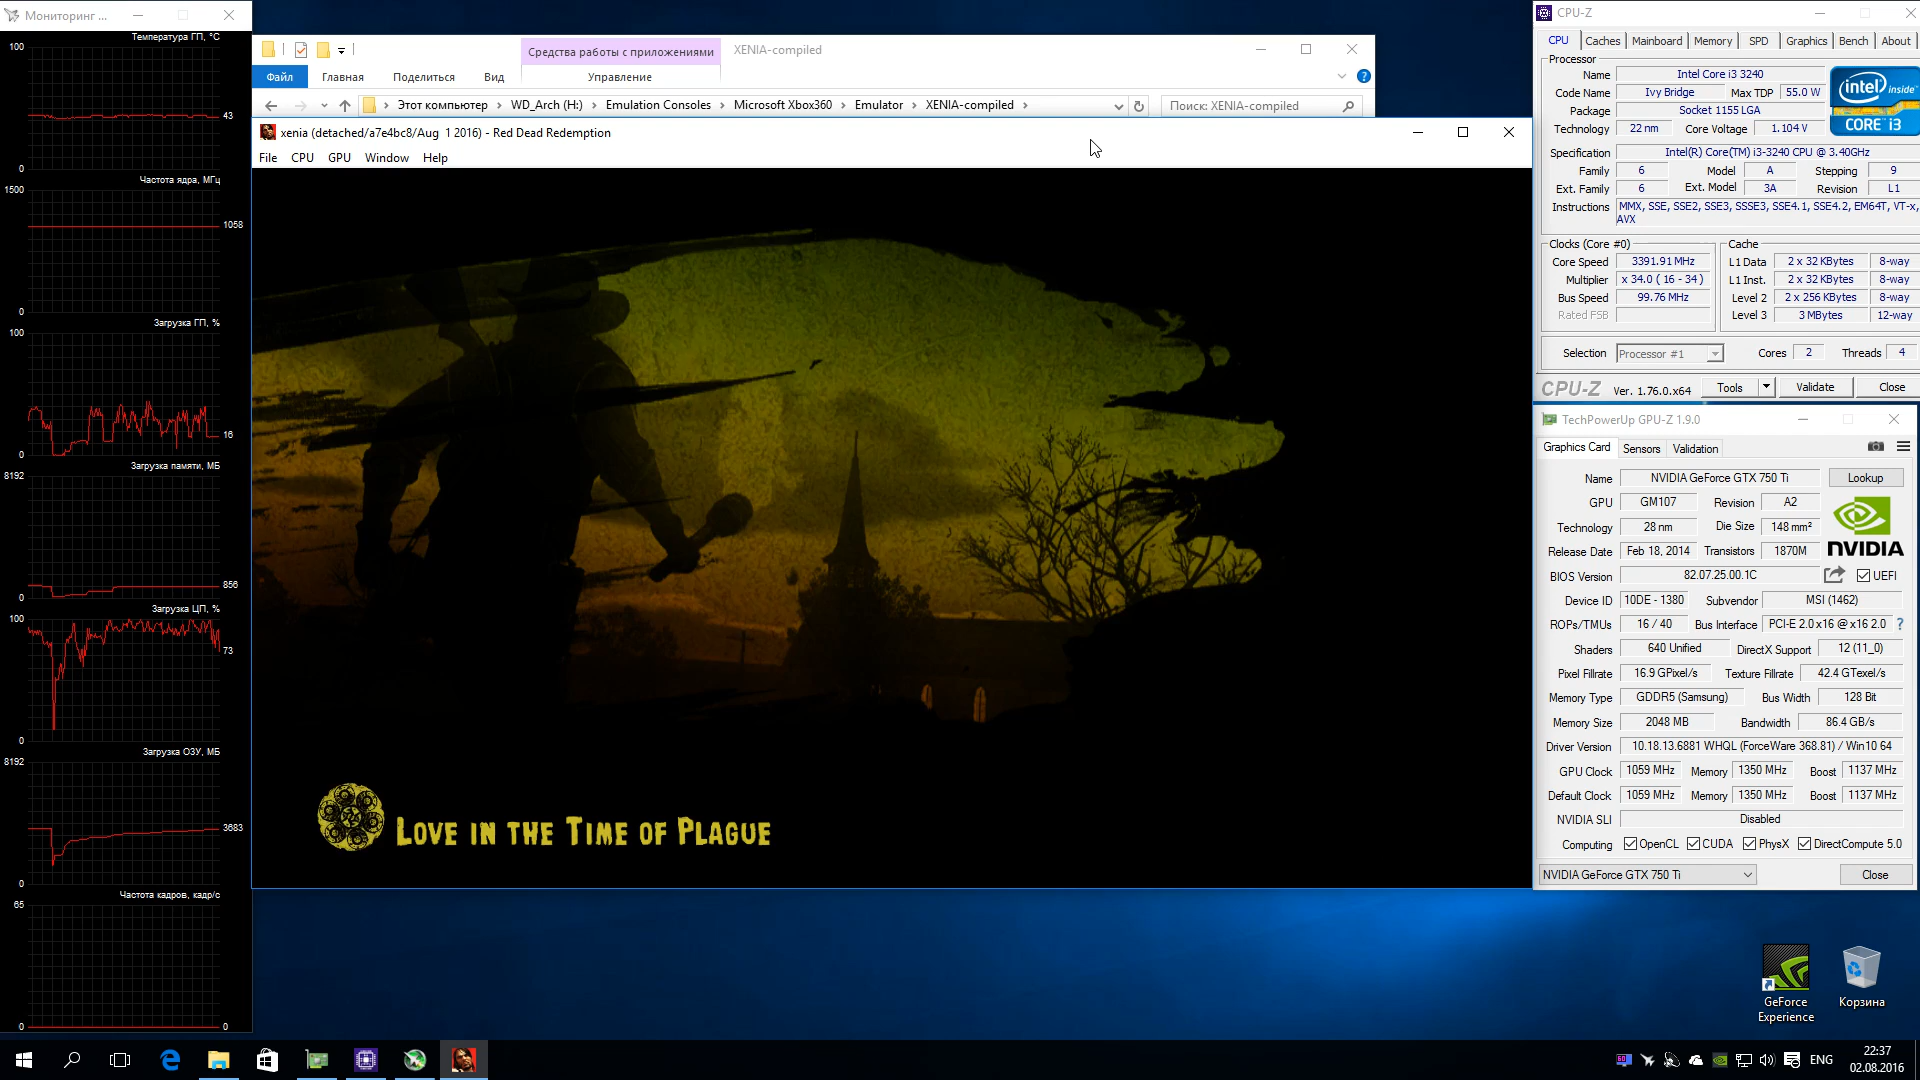 Мониторинг ...
Температура ГП, °C
100
43
0
Частота ядра, МГц
1500
1058
0
Загрузка ГП, %
100
16
0
Загрузка памяти, МБ
8192
856
0
Загрузка ЦП, %
100
73
0
Загрузка ОЗУ, МБ
8192
3683
0
Частота кадров, кадр/с
65
0
0
Средства работы с приложениями
XENIA-compiled
Файл
Главная
Поделиться
Вид
Управление
Этот компьютер
WD_Arch (H:)
Emulation Consoles
Microsoft Xbox360
Emulator
XENIA-compiled
Поиск: XENIA-compiled
xenia (detached/a7e4bc8/Aug 1 2016) - Red Dead Redemption
File CPU GPU Window Help
LOVE IN THE TIME OF PLAGUE
CPU-Z
CPU Caches Mainboard Memory SPD Graphics Bench About
Processor
Name Intel Core i3 3240
Code Name Ivy Bridge Max TDP 55.0 W
Package Socket 1155 LGA
Technology 22 nm Core Voltage 1.104 V
intel inside™
CORE i3
Specification Intel(R) Core(TM) i3-3240 CPU @ 3.40GHz
Family 6 Model A Stepping 9
Ext. Family 6 Ext. Model 3A Revision L1
Instructions MMX, SSE, SSE2, SSE3, SSSE3, SSE4.1, SSE4.2, EM64T, VT-x,
AVX
Clocks (Core #0)
Core Speed 3391.91 MHz
Multiplier x 34.0 ( 16 - 34 )
Bus Speed 99.76 MHz
Rated FSB
Cache
L1 Data 2 x 32 KBytes 8-way
L1 Inst. 2 x 32 KBytes 8-way
Level 2 2 x 256 KBytes 8-way
Level 3 3 MBytes 12-way
Selection Processor #1 Cores 2 Threads 4
CPU-Z Ver. 1.76.0.x64 Tools Validate Close
TechPowerUp GPU-Z 1.9.0
Graphics Card Sensors Validation
Name NVIDIA GeForce GTX 750 Ti Lookup
GPU GM107 Revision A2
Technology 28 nm Die Size 148 mm²
Release Date Feb 18, 2014 Transistors 1870M
NVIDIA
BIOS Version 82.07.25.00.1C UEFI
Device ID 10DE - 1380 Subvendor MSI (1462)
ROPs/TMUs 16 / 40 Bus Interface PCI-E 2.0 x16 @ x16 2.0 ?
Shaders 640 Unified DirectX Support 12 (11_0)
Pixel Fillrate 16.9 GPixel/s Texture Fillrate 42.4 GTexel/s
Memory Type GDDR5 (Samsung) Bus Width 128 Bit
Memory Size 2048 MB Bandwidth 86.4 GB/s
Driver Version 10.18.13.6881 WHQL (ForceWare 368.81) / Win10 64
GPU Clock 1059 MHz Memory 1350 MHz Boost 1137 MHz
Default Clock 1059 MHz Memory 1350 MHz Boost 1137 MHz
NVIDIA SLI Disabled
Computing OpenCL CUDA PhysX DirectCompute 5.0
NVIDIA GeForce GTX 750 Ti Close
GeForce
Experience
Корзина
60
ENG
22:37
02.08.2016